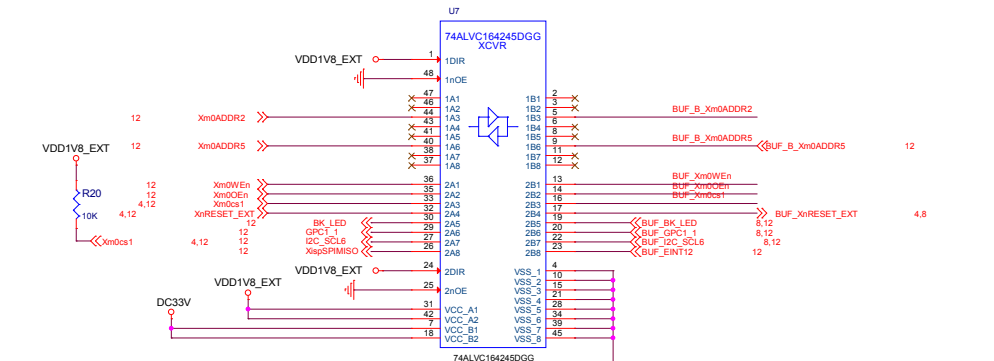 U7
74ALVC164245DGG
XCVR
VDD1V8_EXT 1 1DIR
48 1nOE
47 1A1 1B1 2
46 1A2 1B2 3
12 Xm0ADDR2 44 1A3 1B3 5 BUF_B_Xm0ADDR2
43 1A4 1B4 6
41 1A5 1B5 8
12 Xm0ADDR5 40 1A6 1B6 9 BUF_B_Xm0ADDR5 BUF_B_Xm0ADDR5 12
38 1A7 1B7 11
37 1A8 1B8 12
VDD1V8_EXT
R20
10K
Xm0cs1 4,12
12 Xm0WEn 36 2A1 2B1 13 BUF_Xm0WEn
12 Xm0OEn 35 2A2 2B2 14 BUF_Xm0OEn
4,12 Xm0cs1 33 2A3 2B3 16 BUF_Xm0cs1
4,12 XnRESET_EXT 32 2A4 2B4 17 BUF_XnRESET_EXT 4,8
12 BK_LED 30 2A5 2B5 19 BUF_BK_LED 8,12
12 GPC1_1 29 2A6 2B6 20 BUF_GPC1_1 8,12
12 I2C_SCL6 27 2A7 2B7 22 BUF_I2C_SCL6 8,12
12 XispSPIMISO 26 2A8 2B8 23 BUF_EINT12 12
VDD1V8_EXT 24 2DIR VSS_1 4
VSS_2 10
25 2nOE VSS_3 15
VDD1V8_EXT
VSS_4 21
DC33V
31 VCC_A1 VSS_5 28
42 VCC_A2 VSS_6 34
7 VCC_B1 VSS_7 39
18 VCC_B2 VSS_8 45
74ALVC164245DGG